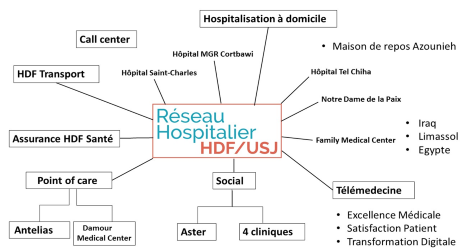 Hospitalisation à domicile
Call center
Hôpital MGR Cortbawi
• Maison de repos Azounieh
HDF Transport
Hôpital Saint-Charles
Hôpital Tel Chiha
Notre Dame de la Paix
Réseau
Hospitalier
HDF/USJ
Assurance HDF Santé
Family Medical Center
• Iraq
• Limassol
• Egypte
Point of care
Social
Télémedecine
Antelias
Damour
Medical Center
Aster
4 cliniques
• Excellence Médicale
• Satisfaction Patient
• Transformation Digitale